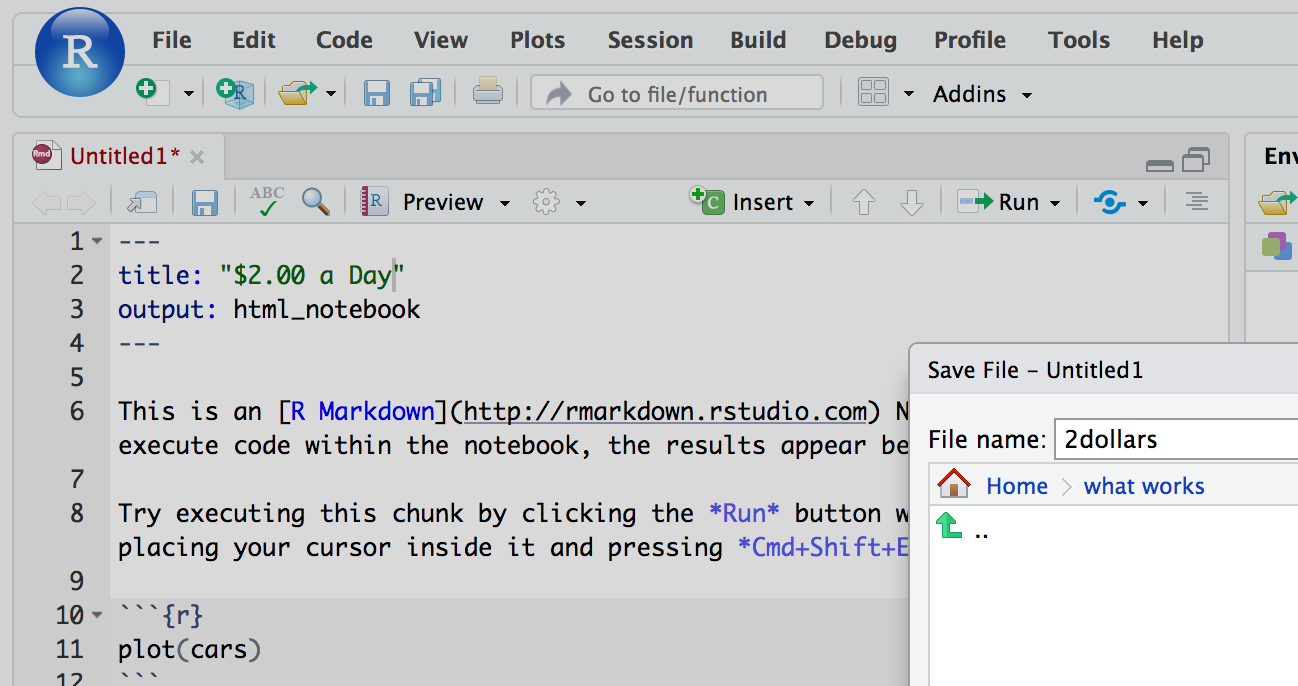 R
File Edit Code View Plots Session Build Debug Profile Tools Help
R Go to file/function Addins
Rmd Untitled1* Env
ABC R Preview C Insert Run
1 ---
2 title: "$2.00 a Day"
3 output: html_notebook
4 ---
5
6 This is an [R Markdown](http://rmarkdown.rstudio.com) N
execute code within the notebook, the results appear be
7
8 Try executing this chunk by clicking the *Run* button w
placing your cursor inside it and pressing *Cmd+Shift+E
9
10 ```{r}
11 plot(cars)
12 ```
Save File – Untitled1
File name: 2dollars
Home what works
..